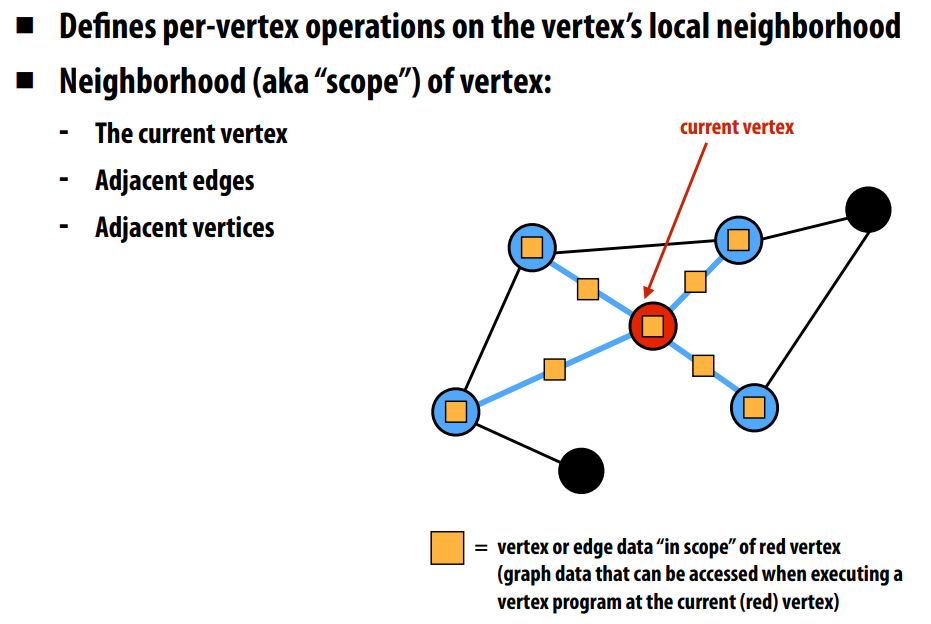 ■ Defines per-vertex operations on the vertex’s local neighborhood
■ Neighborhood (aka “scope”) of vertex:
- The current vertex
- Adjacent edges
- Adjacent vertices
current vertex
= vertex or edge data “in scope” of red vertex
(graph data that can be accessed when executing a
vertex program at the current (red) vertex)